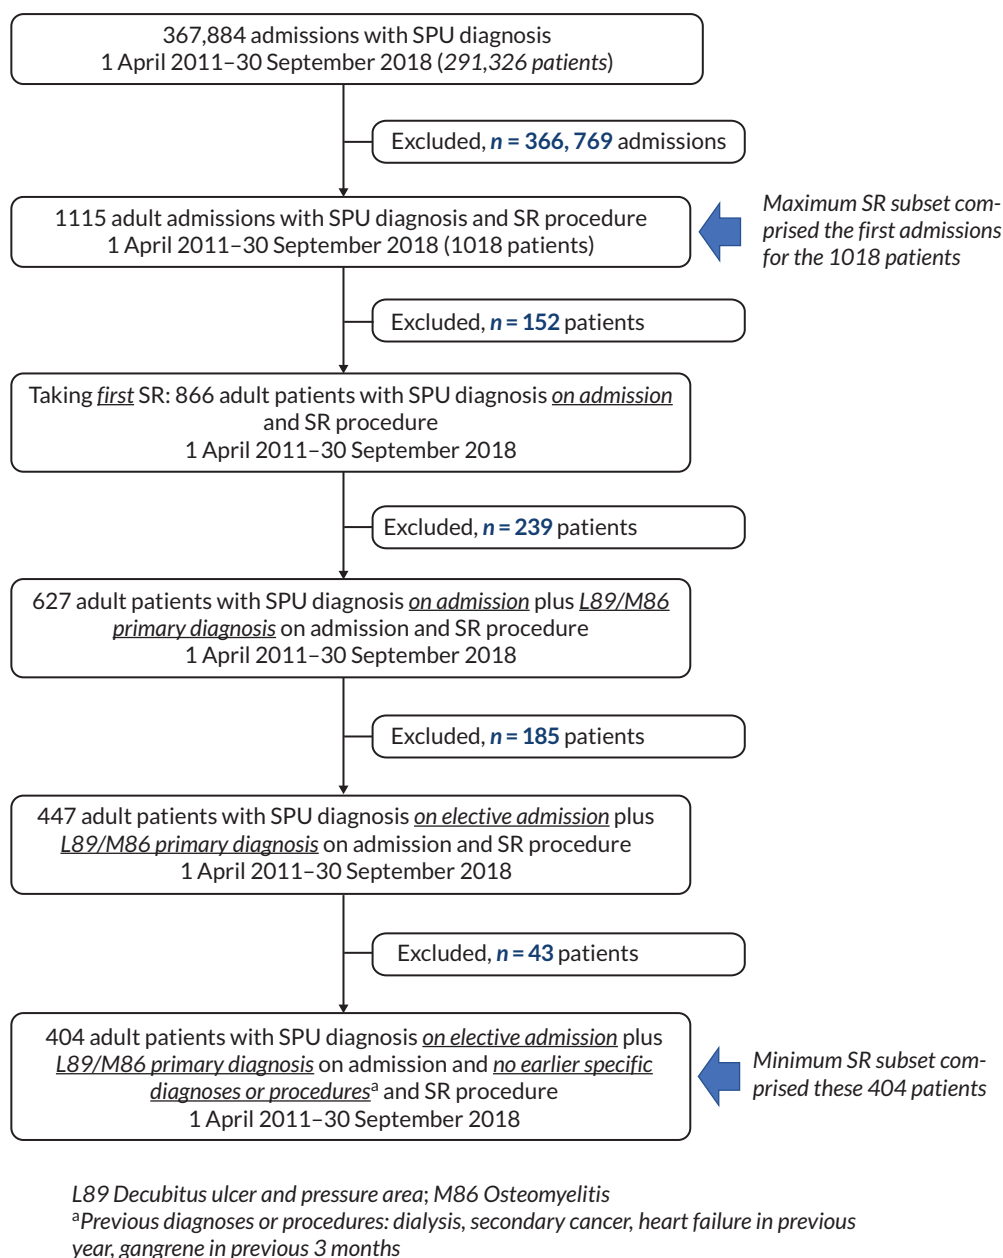 367,884 admissions with SPU diagnosis
1 April 2011–30 September 2018 (291,326 patients)
Excluded, n = 366, 769 admissions
1115 adult admissions with SPU diagnosis and SR procedure
1 April 2011–30 September 2018 (1018 patients)
Maximum SR subset com-
prised the first admissions
for the 1018 patients
Excluded, n = 152 patients
Taking first SR: 866 adult patients with SPU diagnosis on admission
and SR procedure
1 April 2011–30 September 2018
Excluded, n = 239 patients
627 adult patients with SPU diagnosis on admission plus L89/M86
primary diagnosis on admission and SR procedure
1 April 2011–30 September 2018
Excluded, n = 185 patients
447 adult patients with SPU diagnosis on elective admission plus
L89/M86 primary diagnosis on admission and SR procedure
1 April 2011–30 September 2018
Excluded, n = 43 patients
404 adult patients with SPU diagnosis on elective admission plus
L89/M86 primary diagnosis on admission and no earlier specific
diagnoses or proceduresᵃ and SR procedure
1 April 2011–30 September 2018
Minimum SR subset com-
prised these 404 patients
L89 Decubitus ulcer and pressure area; M86 Osteomyelitis
ᵃPrevious diagnoses or procedures: dialysis, secondary cancer, heart failure in previous
year, gangrene in previous 3 months